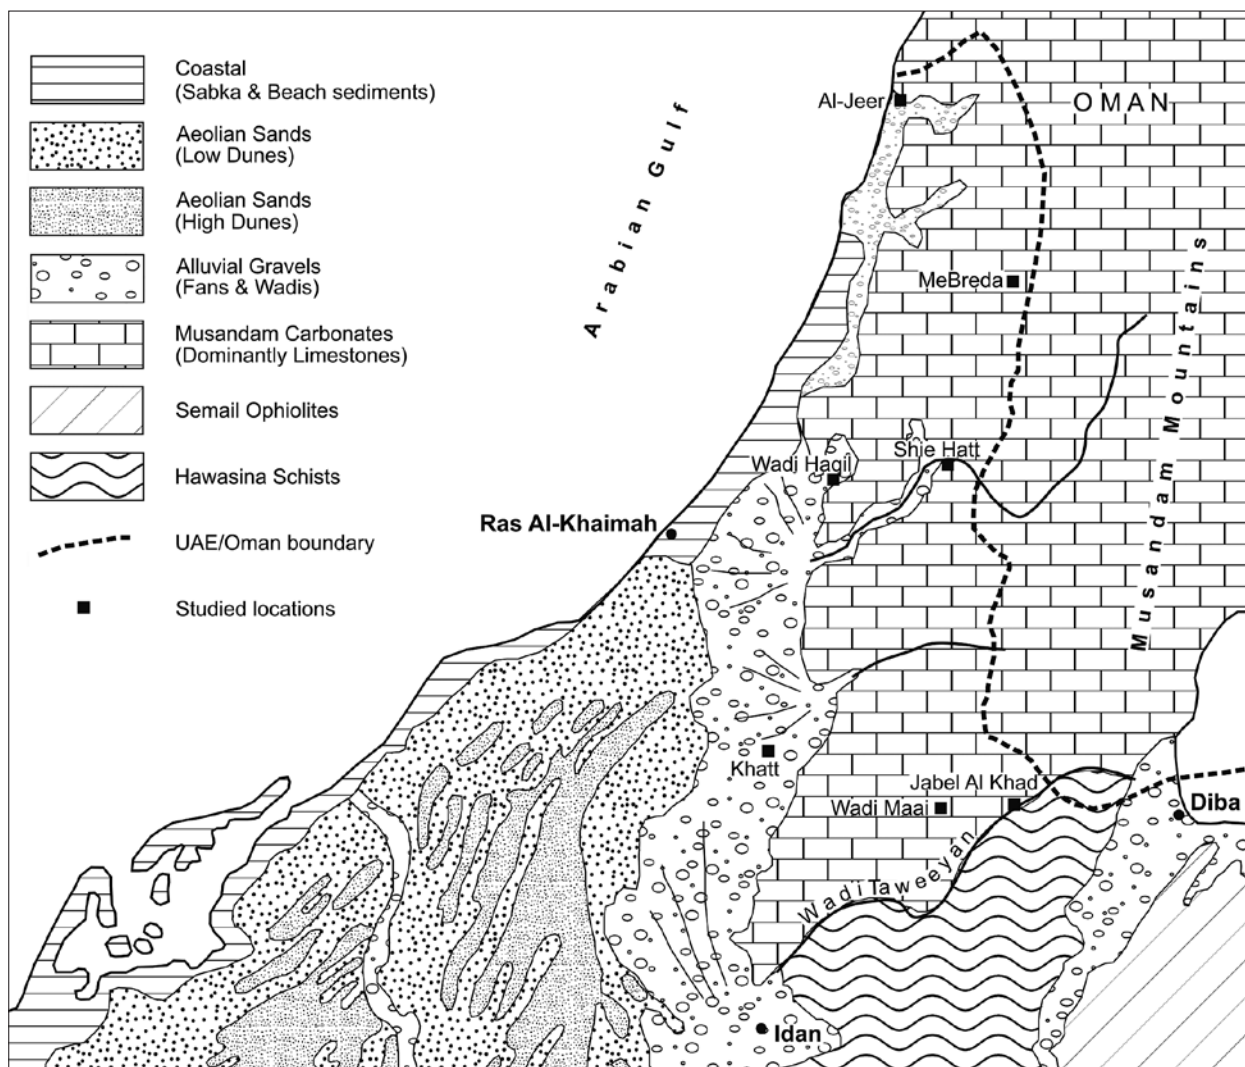 Coastal
(Sabka & Beach sediments)
Aeolian Sands
(Low Dunes)
Aeolian Sands
(High Dunes)
Alluvial Gravels
(Fans & Wadis)
Musandam Carbonates
(Dominantly Limestones)
Semail Ophiolites
Hawasina Schists
UAE/Oman boundary
Studied locations
Arabian Gulf
Al-Jeer
OMAN
MeBreda
Musandam Mountains
Shie Hatt
Wadi Haqil
Ras Al-Khaimah
Khatt
Jabel Al Khad
Wadi Maai
Diba
Wadi Taweeyan
Idan